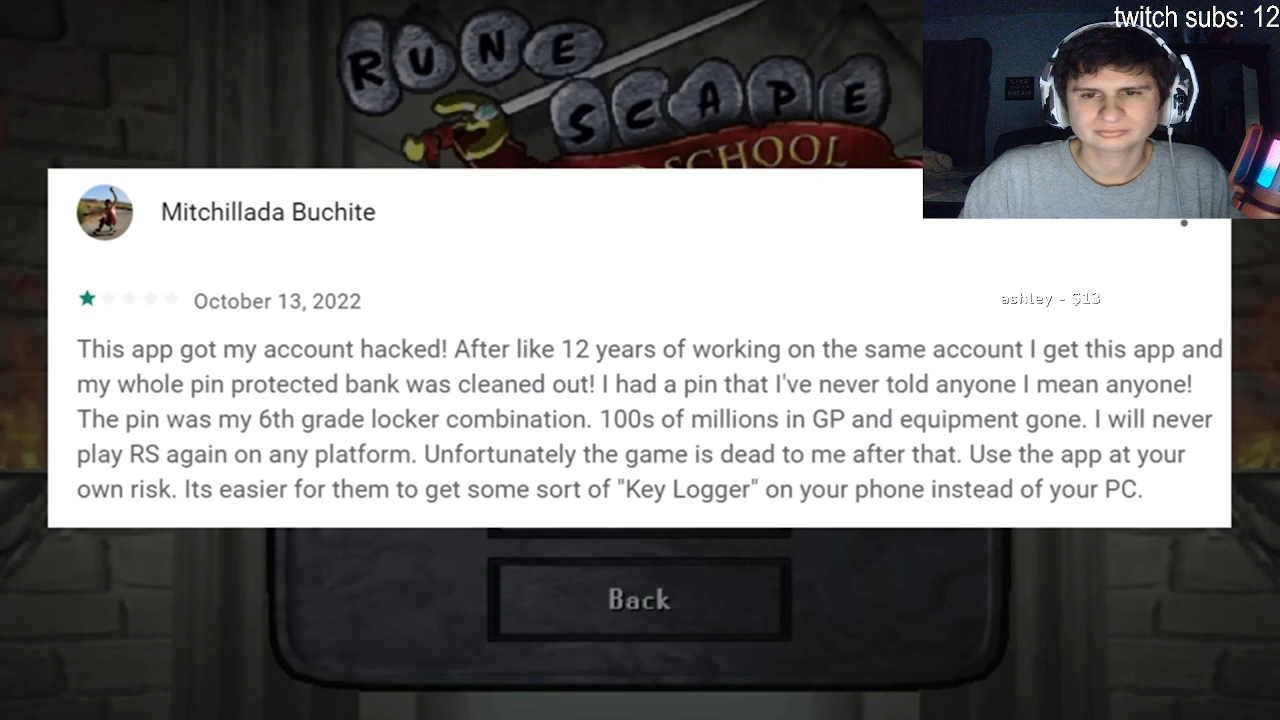 twitch subs: 12
RUNE
SCAPE
SCHOOL
Mitchillada Buchite
October 13, 2022
ashley - $13
This app got my account hacked! After like 12 years of working on the same account I get this app and
my whole pin protected bank was cleaned out! I had a pin that I've never told anyone I mean anyone!
The pin was my 6th grade locker combination. 100s of millions in GP and equipment gone. I will never
play RS again on any platform. Unfortunately the game is dead to me after that. Use the app at your
own risk. Its easier for them to get some sort of "Key Logger" on your phone instead of your PC.
Back